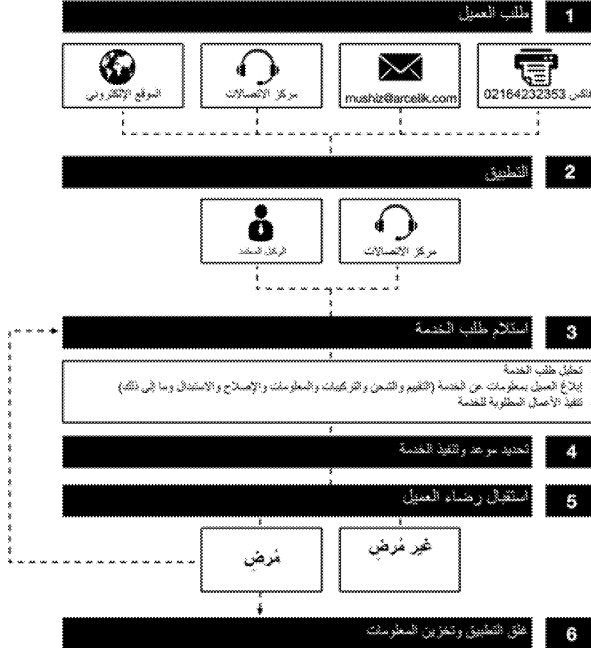 1 طلب العميل
فاكس 02164232353
mushiz@arcelik.com
مركز الاتصالات
الموقع الإلكتروني
2 التطبيق
مركز الاتصالات
الوكيل المعتمد
3 استلام طلب الخدمة
تحليل طلب الخدمة
إبلاغ العميل بمعلومات عن الخدمة (التقييم والشحن والتركيبات والمعلومات والإصلاح والاستبدال وما إلى ذلك)
تنفيذ الأعمال المطلوبة للخدمة
4 تحديد موعد وتنفيذ الخدمة
5 استقبال رضاء العميل
غير مُرضٍ
مُرضٍ
6 غلق التطبيق وتخزين المعلومات